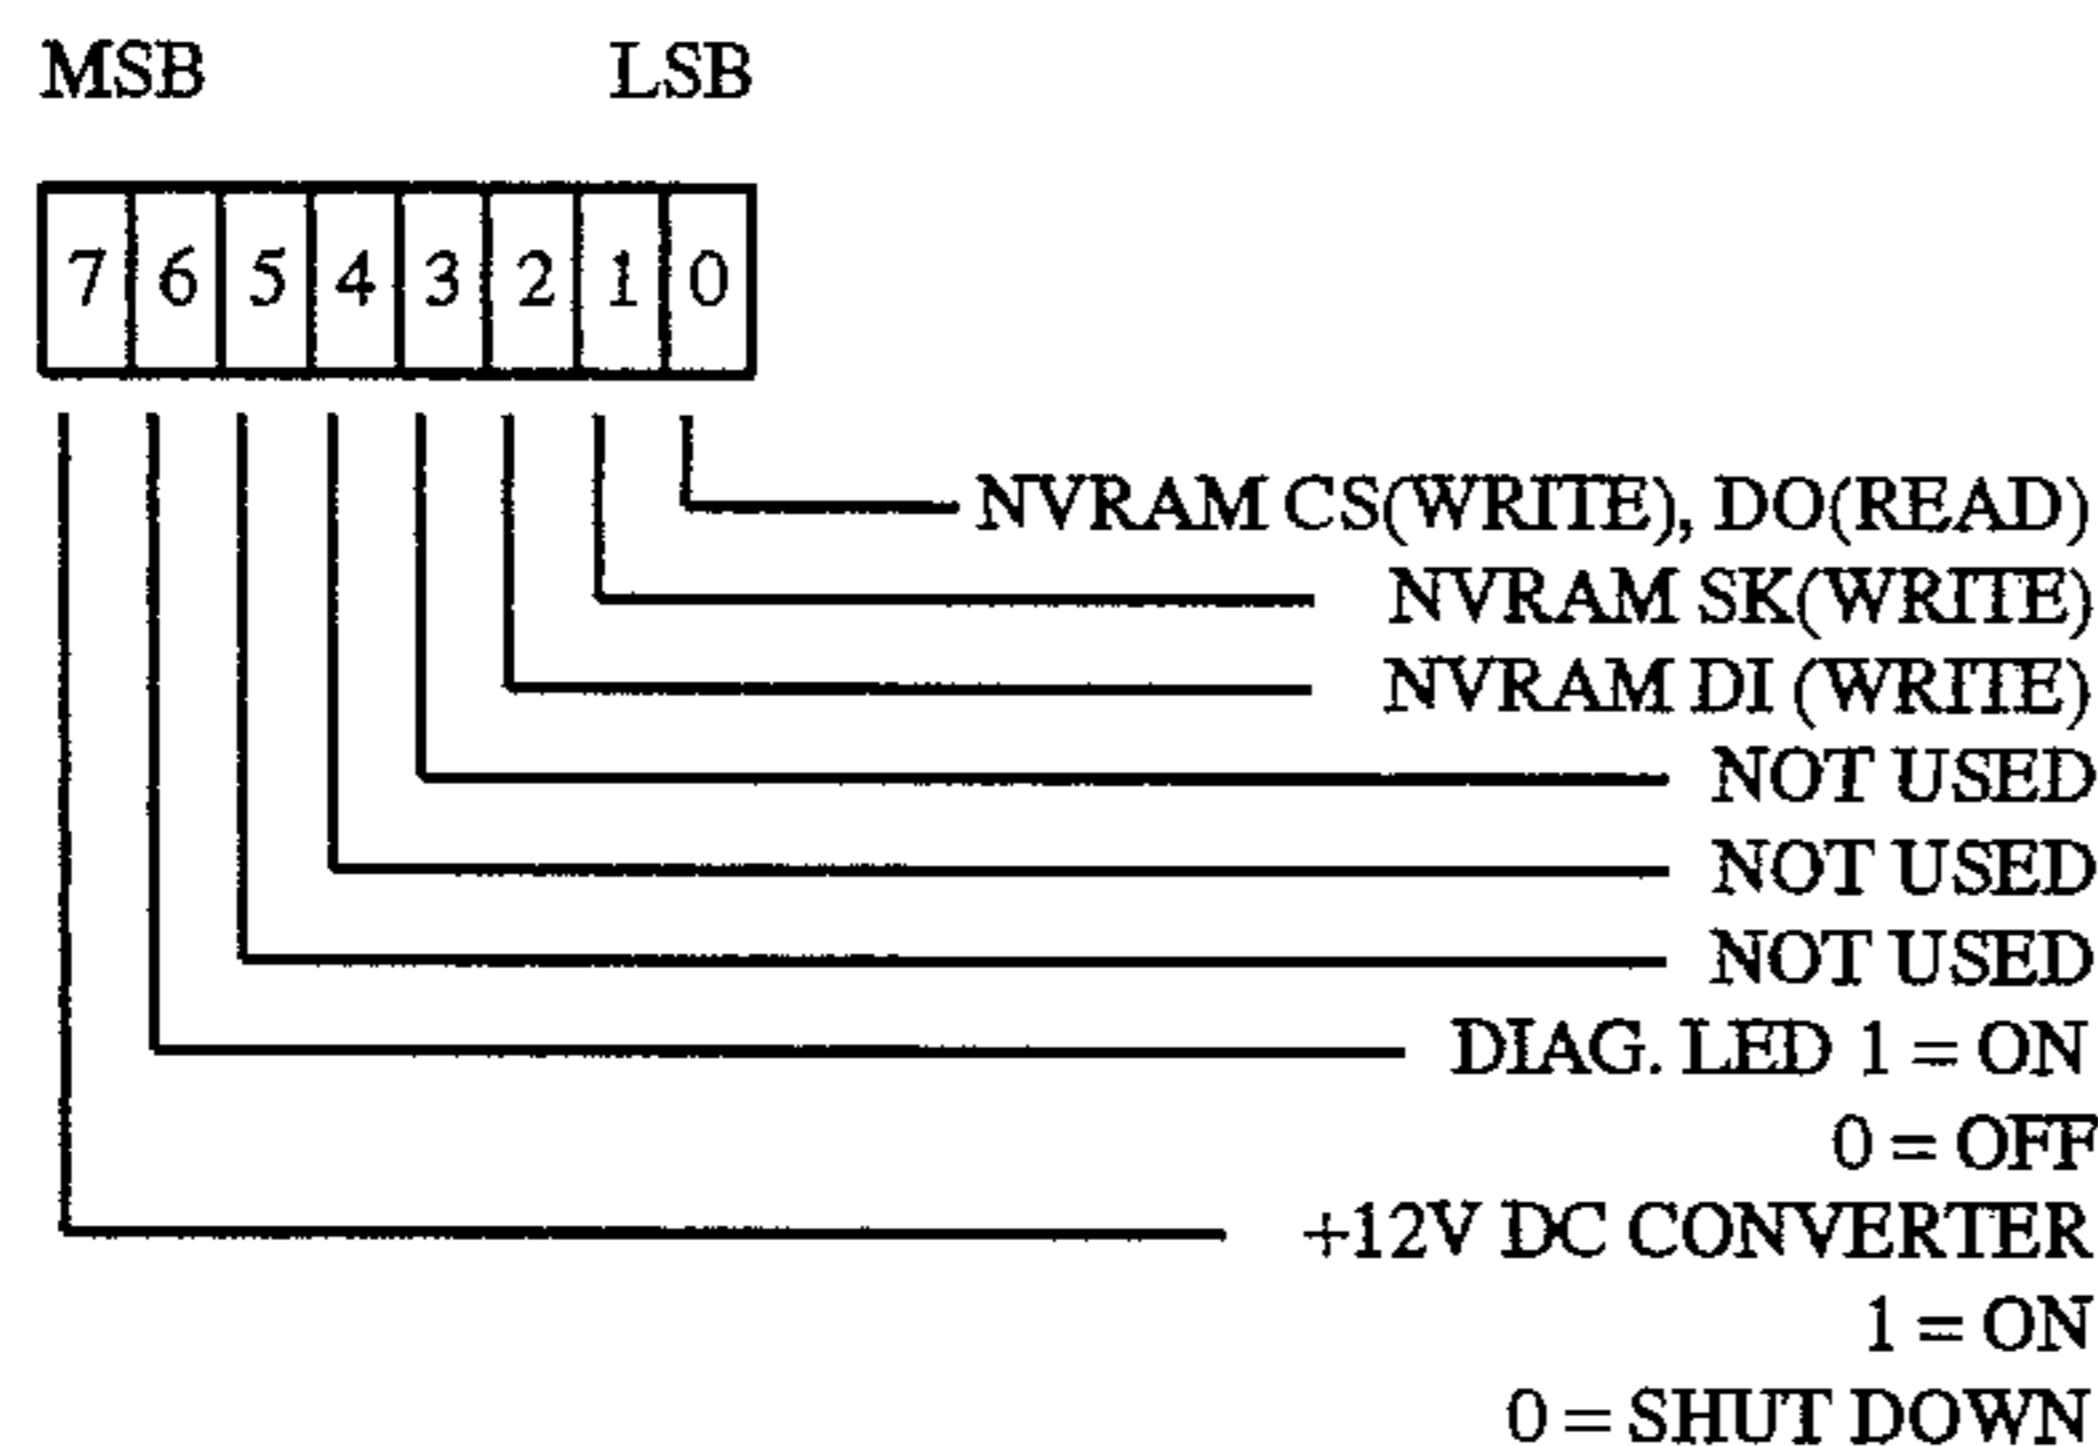 MSB LSB
7 6 5 4 3 2 1 0
NVRAM CS(WRITE), DO(READ)
NVRAM SK(WRITE)
NVRAM DI (WRITE)
NOT USED
NOT USED
NOT USED
DIAG. LED 1 = ON
0 = OFF
+12V DC CONVERTER
1 = ON
0 = SHUT DOWN